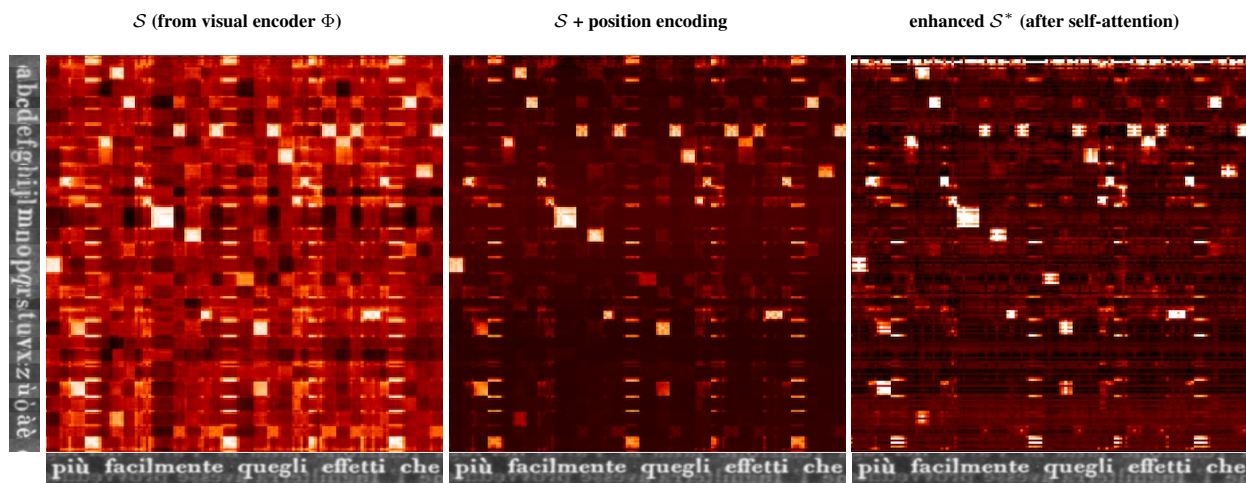 𝒮 (from visual encoder Φ)
𝒮 + position encoding
enhanced 𝒮* (after self-attention)
abcdefghijlmnopqrstuvxzùòàè
più facilmente quegli effetti che
più facilmente quegli effetti che
più facilmente quegli effetti che